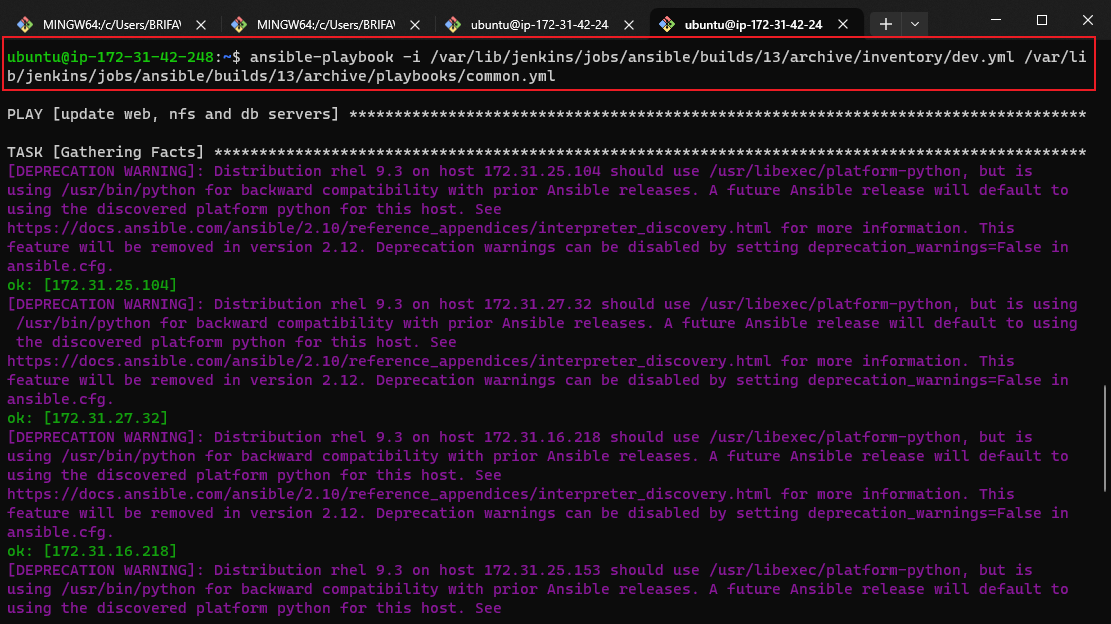 MINGW64:/c/Users/BRIFA MINGW64:/c/Users/BRIFA ubuntu@ip-172-31-42-24 ubuntu@ip-172-31-42-24
ubuntu@ip-172-31-42-248:~$ ansible-playbook -i /var/lib/jenkins/jobs/ansible/builds/13/archive/inventory/dev.yml /var/li
b/jenkins/jobs/ansible/builds/13/archive/playbooks/common.yml
PLAY [update web, nfs and db servers] **********************************************************************************
TASK [Gathering Facts] *************************************************************************************************
[DEPRECATION WARNING]: Distribution rhel 9.3 on host 172.31.25.104 should use /usr/libexec/platform-python, but is
using /usr/bin/python for backward compatibility with prior Ansible releases. A future Ansible release will default to
using the discovered platform python for this host. See
https://docs.ansible.com/ansible/2.10/reference_appendices/interpreter_discovery.html for more information. This
feature will be removed in version 2.12. Deprecation warnings can be disabled by setting deprecation_warnings=False in
ansible.cfg.
ok: [172.31.25.104]
[DEPRECATION WARNING]: Distribution rhel 9.3 on host 172.31.27.32 should use /usr/libexec/platform-python, but is using
/usr/bin/python for backward compatibility with prior Ansible releases. A future Ansible release will default to using
the discovered platform python for this host. See
https://docs.ansible.com/ansible/2.10/reference_appendices/interpreter_discovery.html for more information. This
feature will be removed in version 2.12. Deprecation warnings can be disabled by setting deprecation_warnings=False in
ansible.cfg.
ok: [172.31.27.32]
[DEPRECATION WARNING]: Distribution rhel 9.3 on host 172.31.16.218 should use /usr/libexec/platform-python, but is
using /usr/bin/python for backward compatibility with prior Ansible releases. A future Ansible release will default to
using the discovered platform python for this host. See
https://docs.ansible.com/ansible/2.10/reference_appendices/interpreter_discovery.html for more information. This
feature will be removed in version 2.12. Deprecation warnings can be disabled by setting deprecation_warnings=False in
ansible.cfg.
ok: [172.31.16.218]
[DEPRECATION WARNING]: Distribution rhel 9.3 on host 172.31.25.153 should use /usr/libexec/platform-python, but is
using /usr/bin/python for backward compatibility with prior Ansible releases. A future Ansible release will default to
using the discovered platform python for this host. See